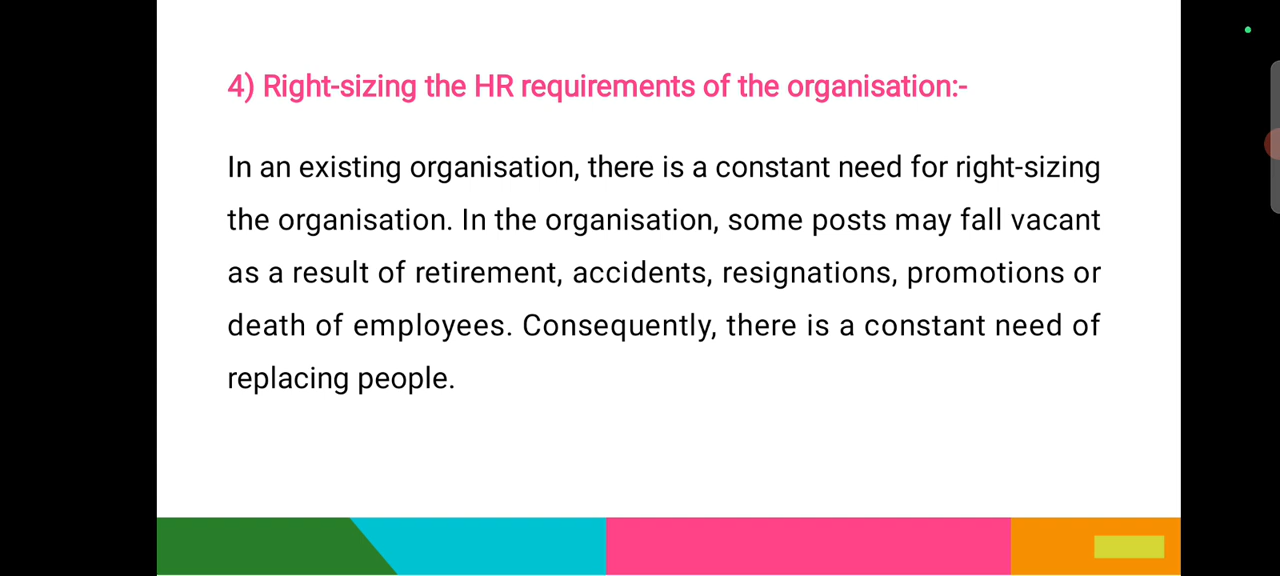 4) Right-sizing the HR requirements of the organisation:-
In an existing organisation, there is a constant need for right-sizing
the organisation. In the organisation, some posts may fall vacant
as a result of retirement, accidents, resignations, promotions or
death of employees. Consequently, there is a constant need of
replacing people.